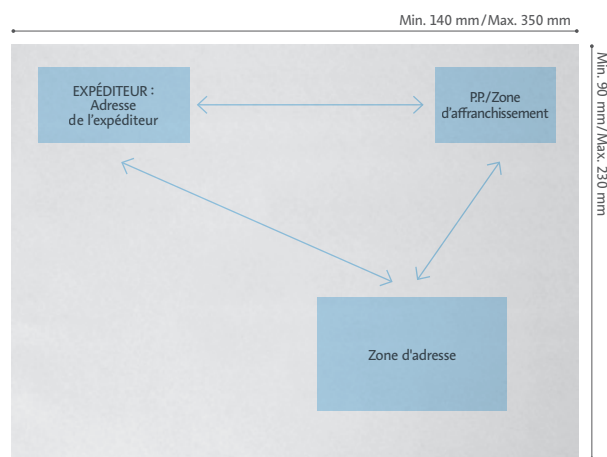 Min. 140 mm/Max. 350 mm
EXPÉDITEUR :
Adresse
de l'expéditeur
P.P./Zone
d'affranchissement
Min. 90 mm/Max. 230 mm
Zone d'adresse